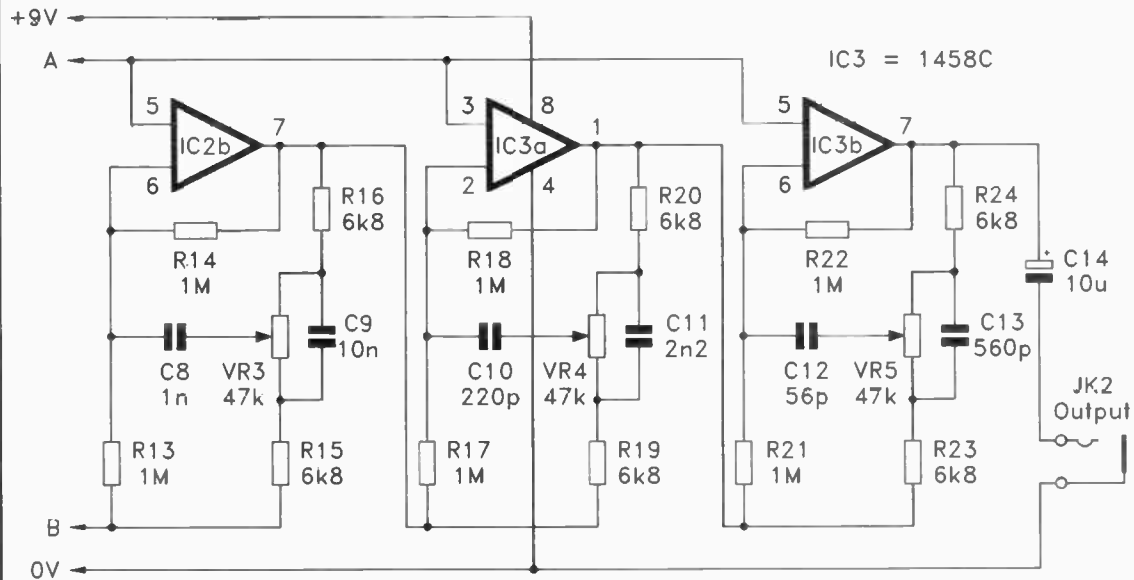 +9V
A
IC3 = 1458C
5
6
7
IC2b
3
2
8
1
4
IC3a
5
6
7
IC3b
R16
6k8
R20
6k8
R24
6k8
R14
1M
R18
1M
R22
1M
+
C14
10u
C8
1n
VR3
47k
C9
10n
C10
220p
VR4
47k
C11
2n2
C12
56p
VR5
47k
C13
560p
JK2
Output
R13
1M
R15
6k8
R17
1M
R19
6k8
R21
1M
R23
6k8
B
0V